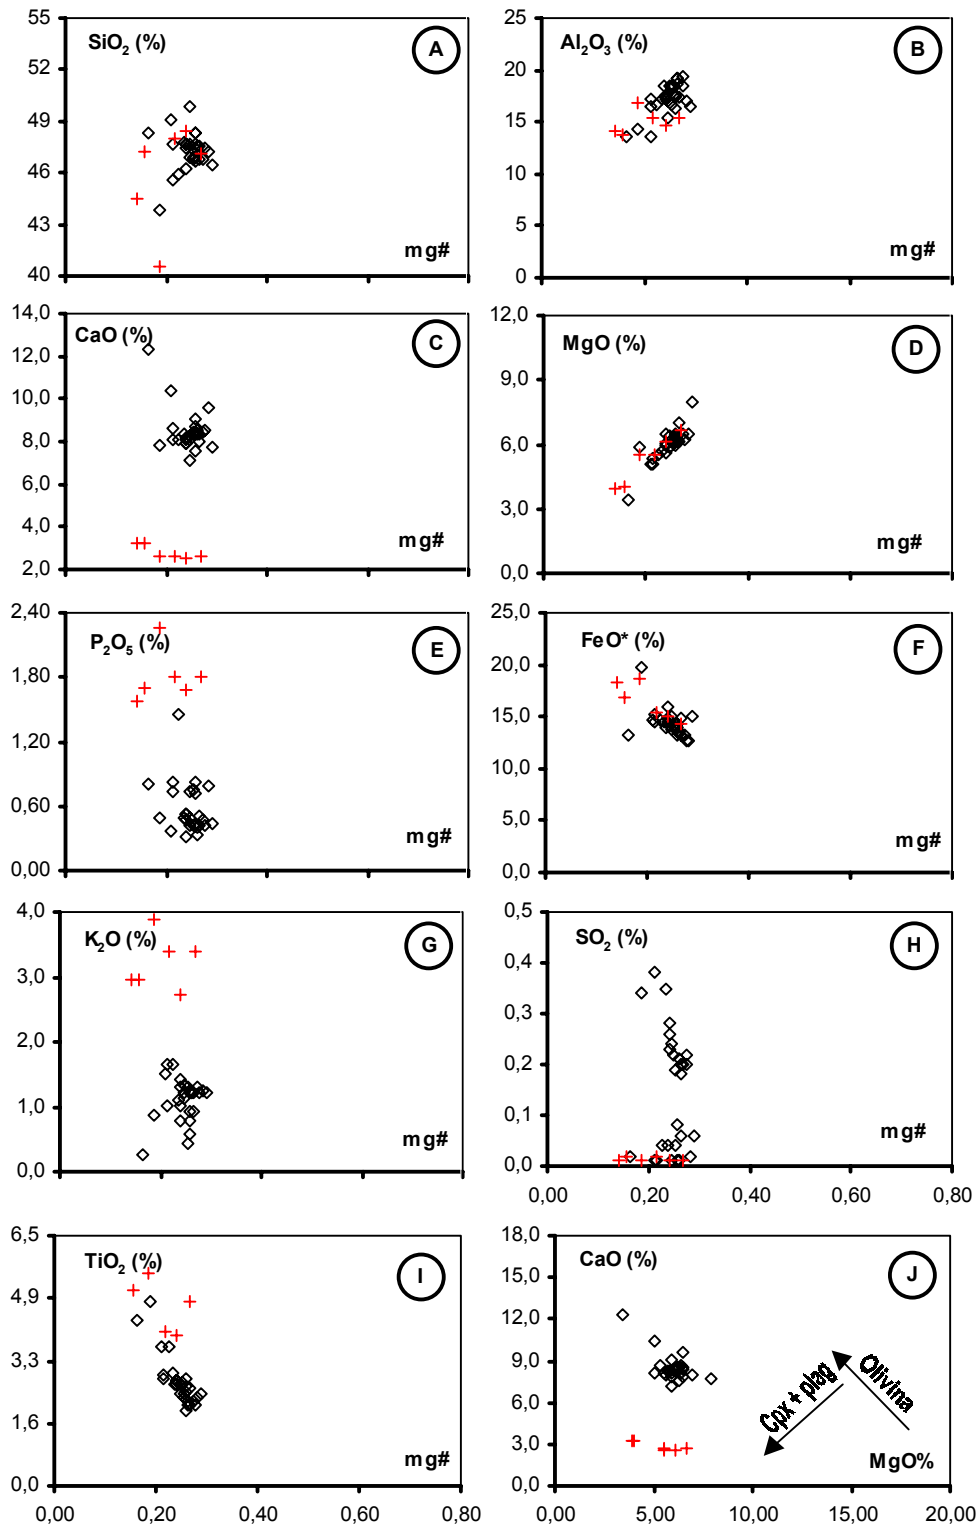 55
52
49
46
43
40
SiO₂ (%)
A
mg#
25
20
15
10
5
0
Al₂O₃ (%)
B
mg#
14,0
12,0
10,0
8,0
6,0
4,0
2,0
CaO (%)
C
mg#
12,0
9,0
6,0
3,0
0,0
MgO (%)
D
mg#
2,40
1,80
1,20
0,60
0,00
P₂O₅ (%)
E
mg#
25,0
20,0
15,0
10,0
5,0
0,0
FeO* (%)
F
mg#
4,0
3,0
2,0
1,0
0,0
K₂O (%)
G
mg#
0,5
0,4
0,3
0,2
0,1
0,0
SO₂ (%)
H
mg#
0,00 0,20 0,40 0,60 0,80
6,5
4,9
3,3
1,6
0,0
TiO₂ (%)
I
mg#
0,00 0,20 0,40 0,60 0,80
18,0
15,0
12,0
9,0
6,0
3,0
0,0
CaO (%)
J
Cpx + plag
Olivina
MgO%
0,00 5,00 10,00 15,00 20,00